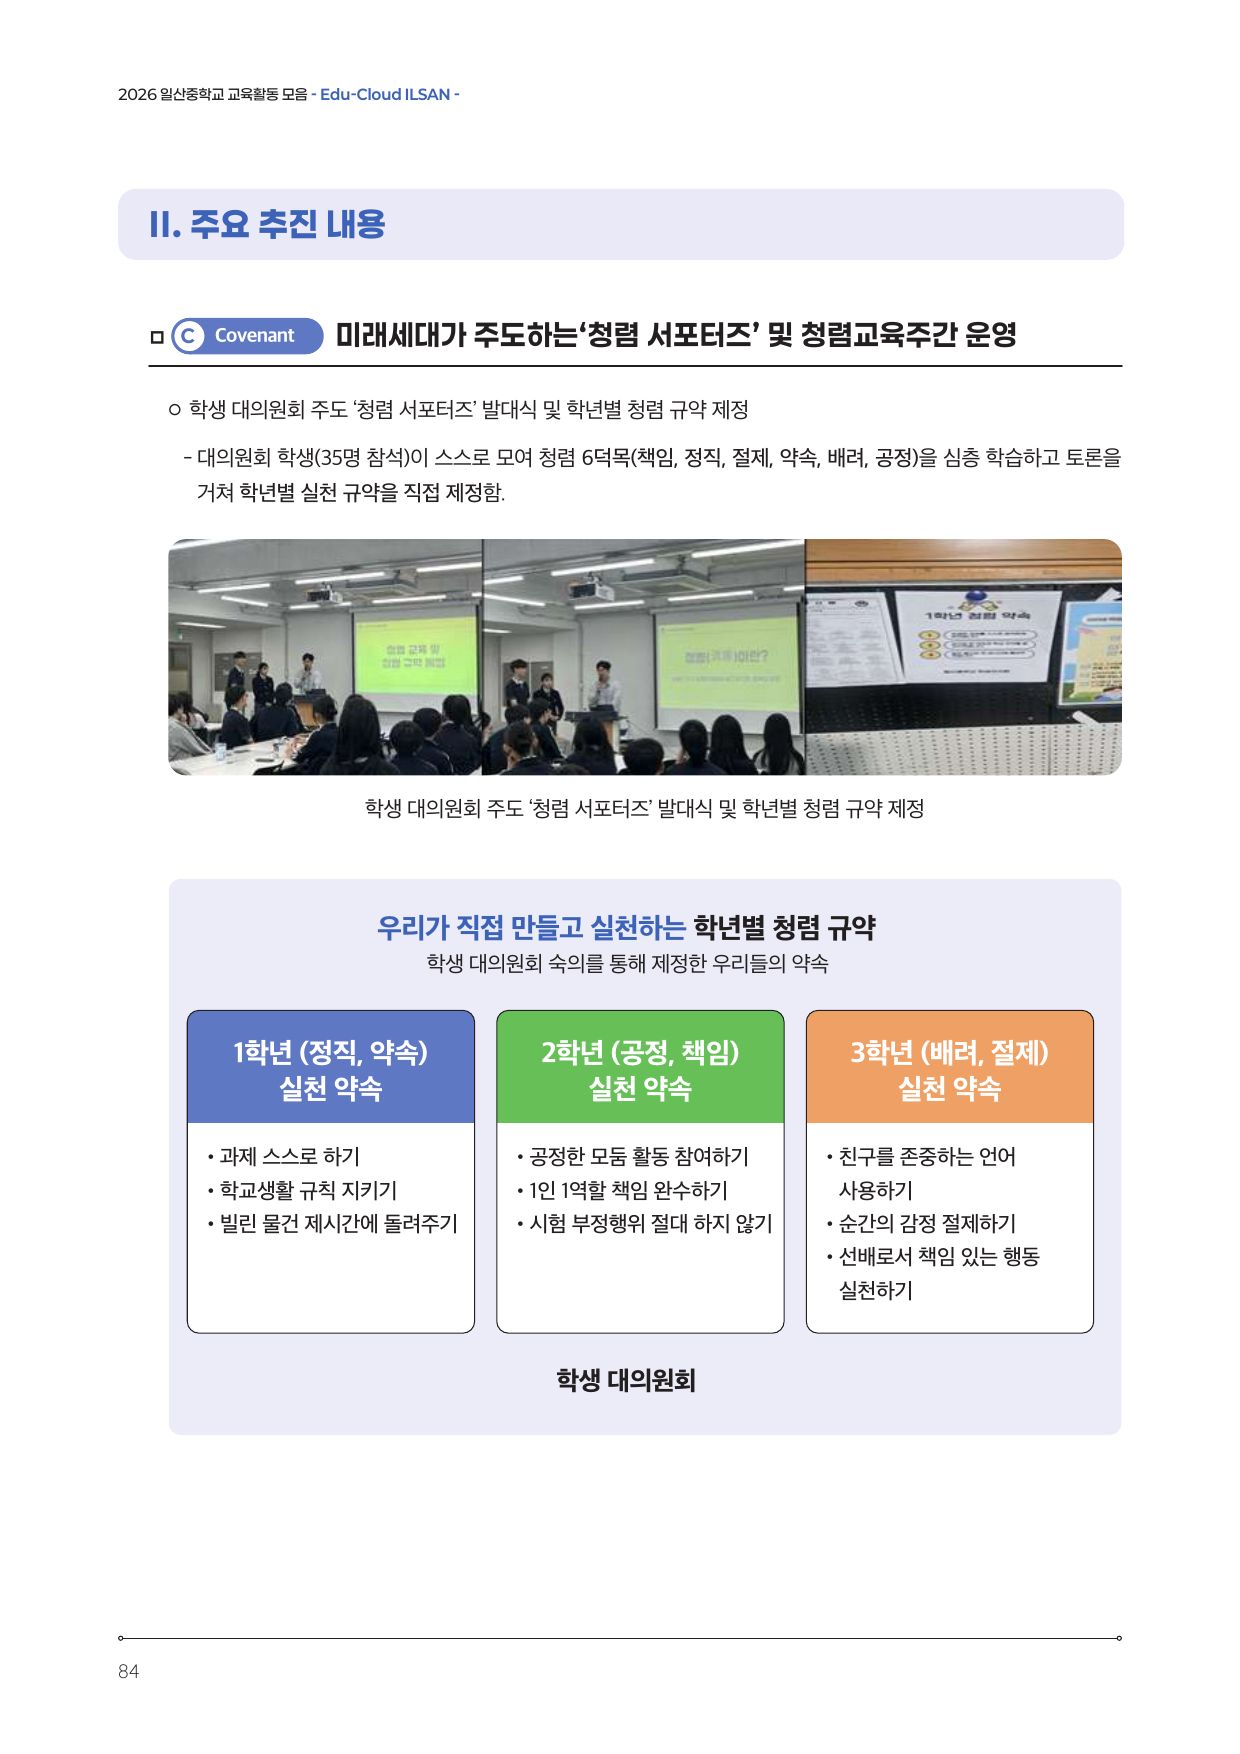 2026 일산중학교 교육활동 모음 - Edu-Cloud ILSAN -
II. 주요 추진 내용
C Covenant 미래세대가 주도하는‘청렴 서포터즈’ 및 청렴교육주간 운영
○ 학생 대의원회 주도 ‘청렴 서포터즈’ 발대식 및 학년별 청렴 규약 제정
- 대의원회 학생(35명 참석)이 스스로 모여 청렴 6덕목(책임, 정직, 절제, 약속, 배려, 공정)을 심층 학습하고 토론을
거쳐 학년별 실천 규약을 직접 제정함.
청렴 교육 및
청렴 규약 제정
청렴(淸廉)이란?
1학년 청렴 약속
학생 대의원회 주도 ‘청렴 서포터즈’ 발대식 및 학년별 청렴 규약 제정
우리가 직접 만들고 실천하는 학년별 청렴 규약
학생 대의원회 숙의를 통해 제정한 우리들의 약속
1학년 (정직, 약속)
실천 약속
• 과제 스스로 하기
• 학교생활 규칙 지키기
• 빌린 물건 제시간에 돌려주기
2학년 (공정, 책임)
실천 약속
• 공정한 모둠 활동 참여하기
• 1인 1역할 책임 완수하기
• 시험 부정행위 절대 하지 않기
3학년 (배려, 절제)
실천 약속
• 친구를 존중하는 언어
사용하기
• 순간의 감정 절제하기
• 선배로서 책임 있는 행동
실천하기
학생 대의원회
84